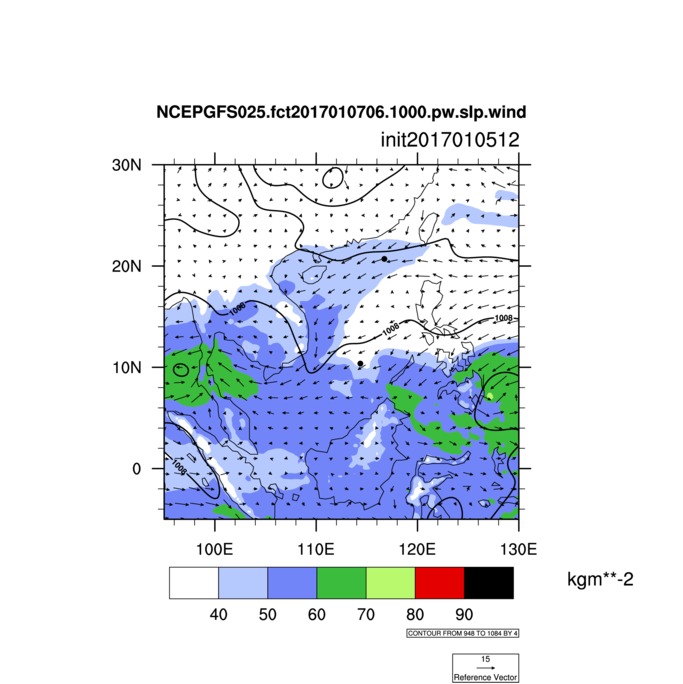 NCEPGFS025.fct2017010706.1000.pw.slp.wind
init2017010512
30N
20N
10N
0
1008
1008
1008
100E 110E 120E 130E
40 50 60 70 80 90
kgm**-2
CONTOUR FROM 948 TO 1084 BY 4
15
Reference Vector